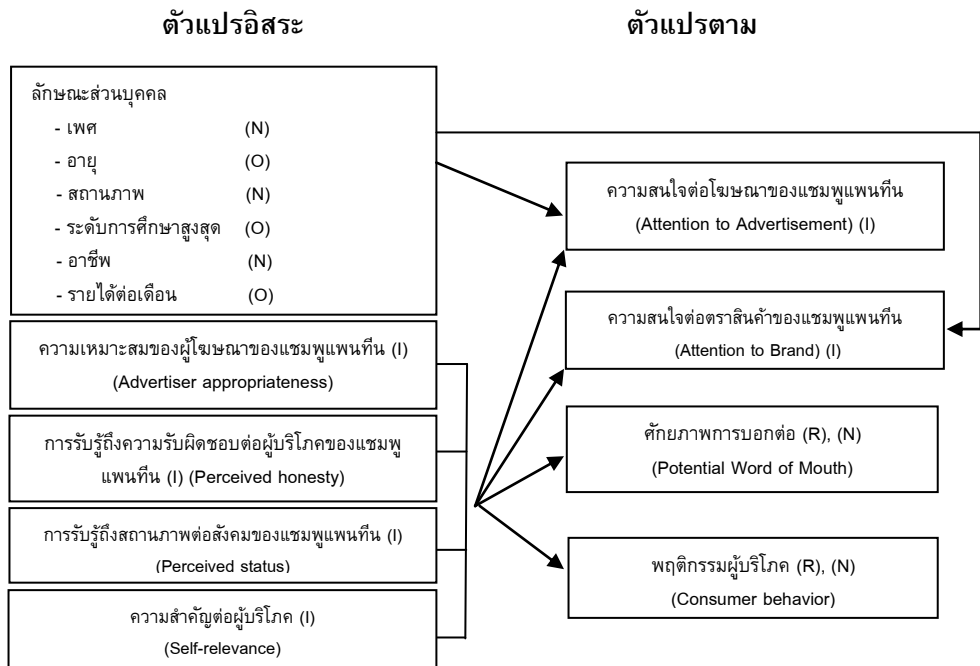 ตัวแปรอิสระ
ลักษณะส่วนบุคคล
- เพศ (N)
- อายุ (O)
- สถานภาพ (N)
- ระดับการศึกษาสูงสุด (O)
- อาชีพ (N)
- รายได้ต่อเดือน (O)
ความเหมาะสมของผู้โฆษณาของแชมพูแพนทีน (I)
(Advertiser appropriateness)
การรับรู้ถึงความรับผิดชอบต่อผู้บริโภคของแชมพู
แพนทีน (I) (Perceived honesty)
การรับรู้ถึงสถานภาพต่อสังคมของแชมพูแพนทีน (I)
(Perceived status)
ความสำคัญต่อผู้บริโภค (I)
(Self-relevance)
ตัวแปรตาม
ความสนใจต่อโฆษณาของแชมพูแพนทีน
(Attention to Advertisement) (I)
ความสนใจต่อตราสินค้าของแชมพูแพนทีน
(Attention to Brand) (I)
ศักยภาพการบอกต่อ (R), (N)
(Potential Word of Mouth)
พฤติกรรมผู้บริโภค (R), (N)
(Consumer behavior)